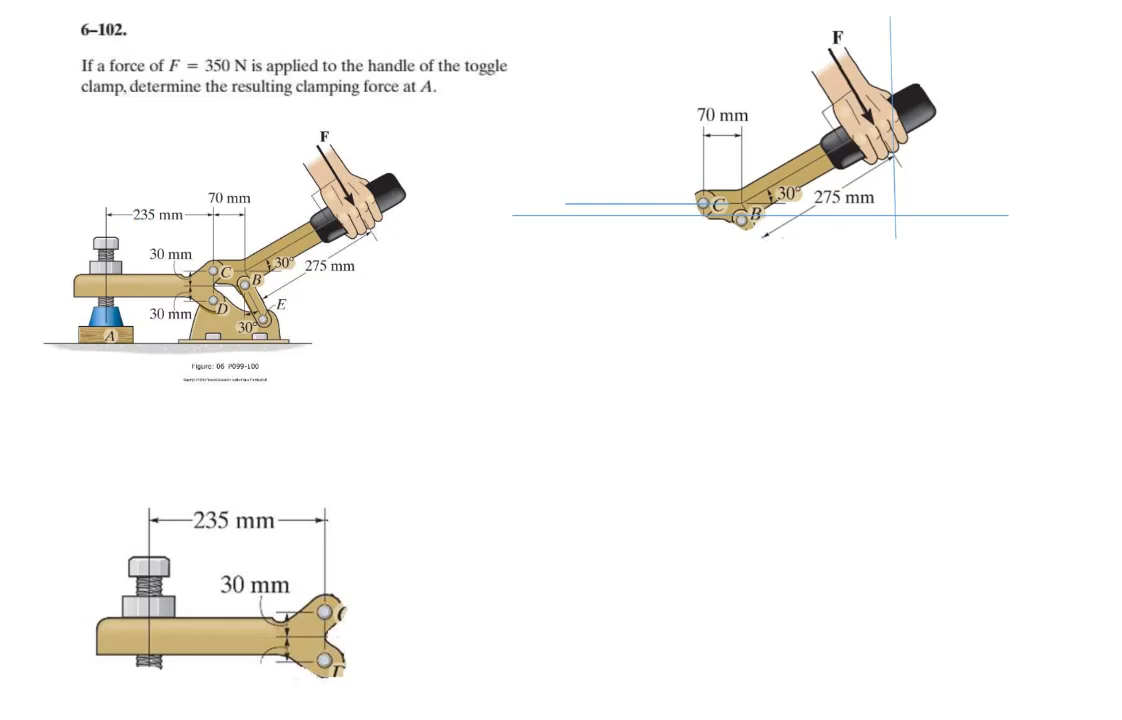 6–102.
If a force of F = 350 N is applied to the handle of the toggle
clamp, determine the resulting clamping force at A.
F
70 mm
235 mm
30 mm
C
B
30°
275 mm
E
D
30 mm
30°
A
Figure: 06_P099-100
F
70 mm
C
B
30°
275 mm
235 mm
30 mm